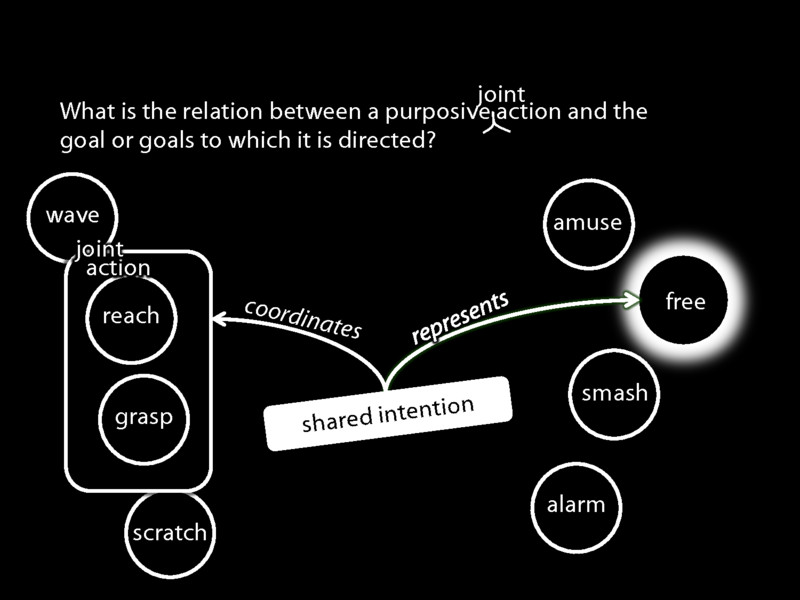 joint
What is the relation between a purposive action and the
goal or goals to which it is directed?
wave
amuse
joint
action
reach
coordinates
represents
free
grasp
shared intention
smash
scratch
alarm